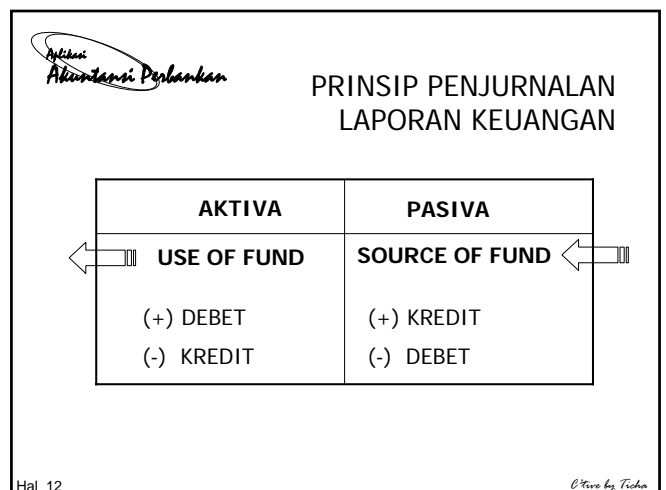 Aplikasi
Akuntansi Perbankan
PRINSIP PENJURNALAN
LAPORAN KEUANGAN
AKTIVA
PASIVA
USE OF FUND
SOURCE OF FUND
(+) DEBET
(+) KREDIT
(-) KREDIT
(-) DEBET
Hal. 12
C'tive by Ticha